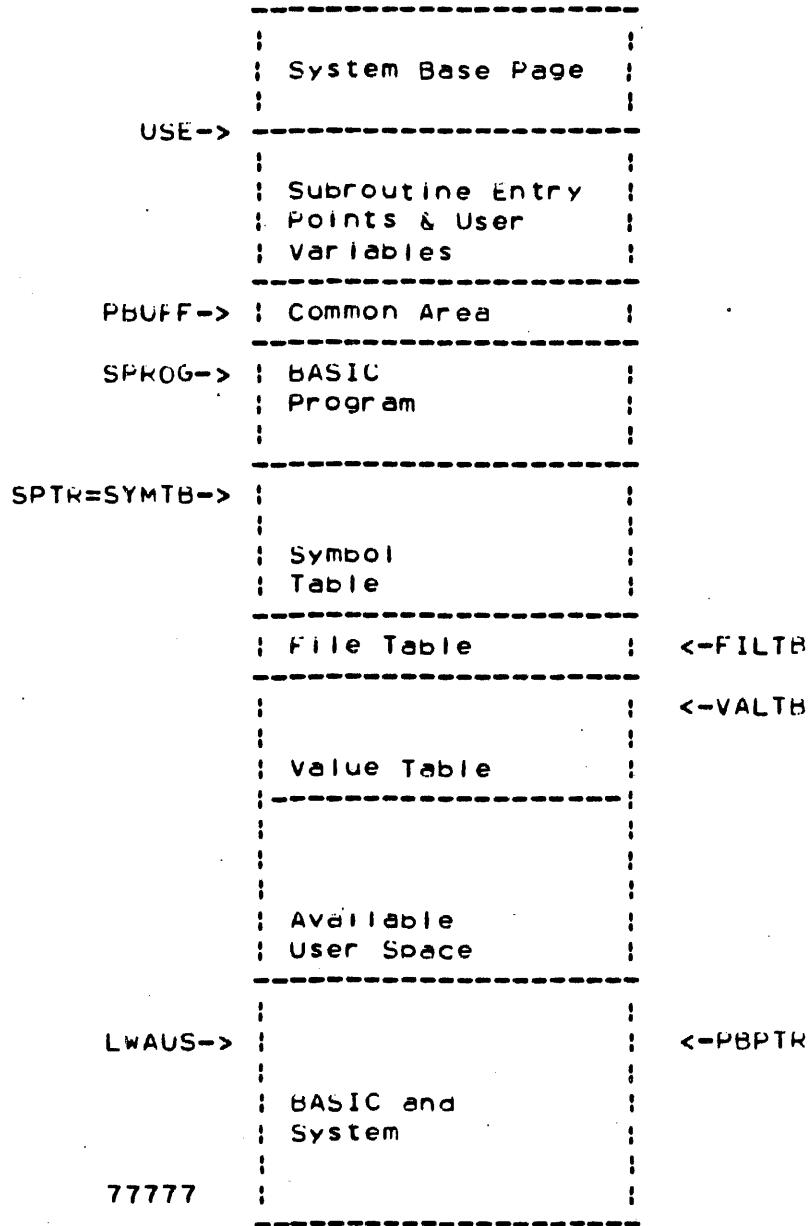 System Base Page
USE->
Subroutine Entry
Points & User
Variables
PBUFF-> Common Area
SPROG-> BASIC
Program
SPTR=SYMTB->
Symbol
Table
File Table <-FILTB
<-VALTB
Value Table
Available
User Space
LWAUS-> <-PBPTR
BASIC and
System
77777